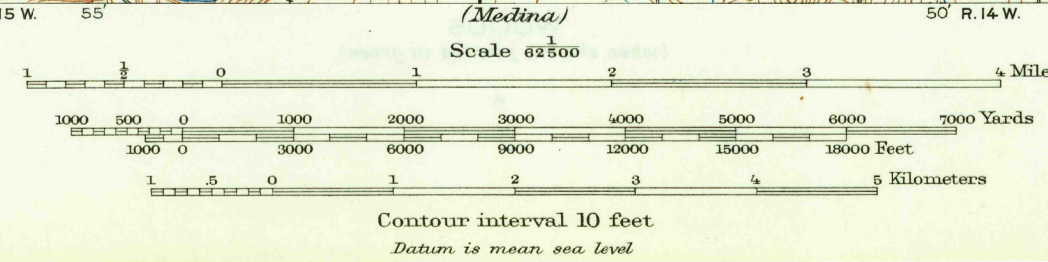 15 W. 55' (Medina) 50' R.14 W.
Scale 1/62500
1 1/2 0 1 2 3 4 Mile
1000 500 0 1000 2000 3000 4000 5000 6000 7000 Yards
1000 0 3000 6000 9000 12000 15000 18000 Feet
1 .5 0 1 2 3 4 5 Kilometers
Contour interval 10 feet
Datum is mean sea level